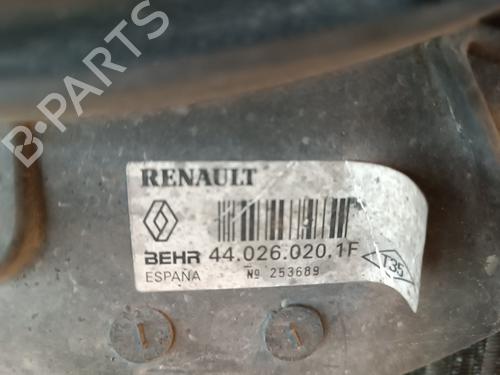 RENAULT
BEHR 44.026.020.1F
ESPAÑA Nº 253689
T35
B-PARTS